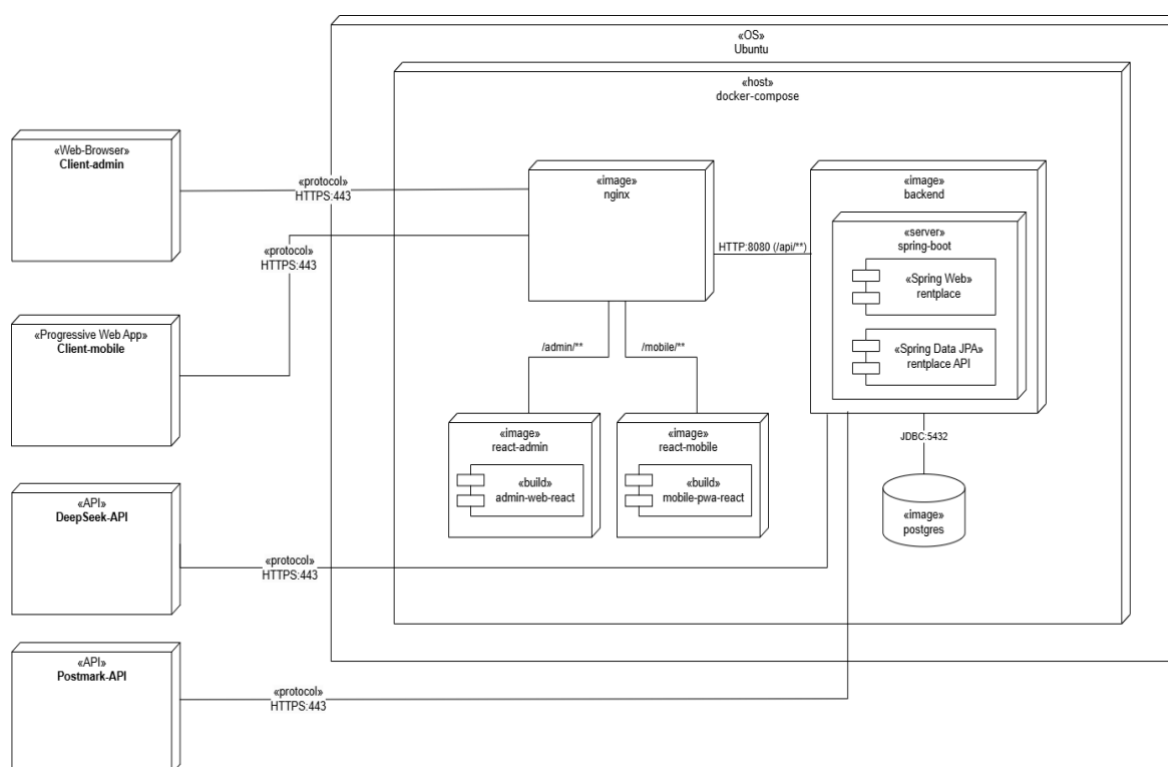 «OS»
Ubuntu
«host»
docker-compose
«Web-Browser»
Client-admin
«protocol»
HTTPS:443
«image»
nginx
«image»
backend
«server»
spring-boot
«Spring Web»
rentplace
«Spring Data JPA»
rentplace API
HTTP:8080 (/api/**)
«protocol»
HTTPS:443
«Progressive Web App»
Client-mobile
/admin/**
/mobile/**
«image»
react-admin
«build»
admin-web-react
«image»
react-mobile
«build»
mobile-pwa-react
JDBC:5432
«image»
postgres
«API»
DeepSeek-API
«protocol»
HTTPS:443
«API»
Postmark-API
«protocol»
HTTPS:443